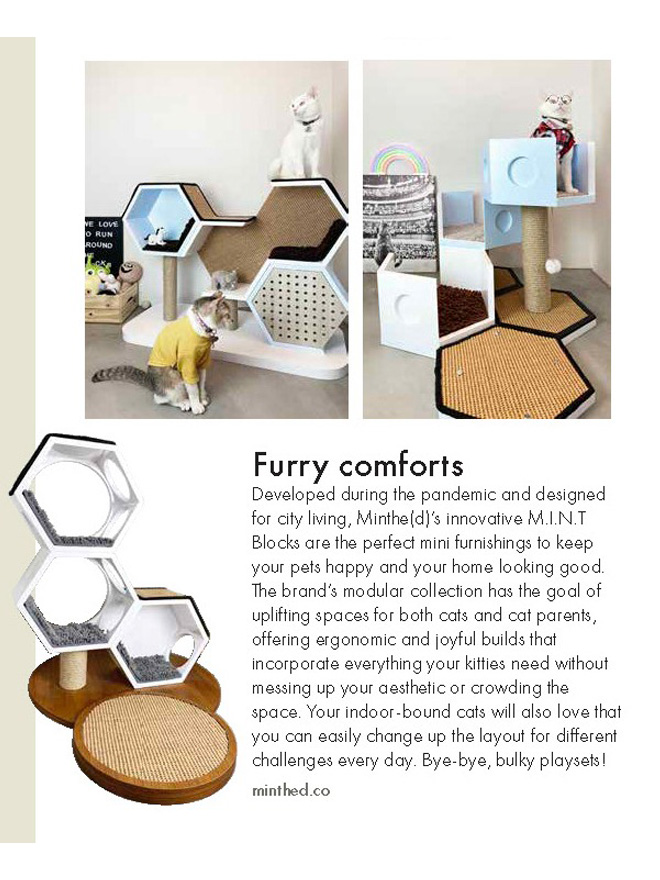 WE LOVE
TO RUN
AROUND
THE
Furry comforts
Developed during the pandemic and designed
for city living, Minthe(d)'s innovative M.I.N.T
Blocks are the perfect mini furnishings to keep
your pets happy and your home looking good.
The brand's modular collection has the goal of
uplifting spaces for both cats and cat parents,
offering ergonomic and joyful builds that
incorporate everything your kitties need without
messing up your aesthetic or crowding the
space. Your indoor-bound cats will also love that
you can easily change up the layout for different
challenges every day. Bye-bye, bulky playsets!
minthed.co